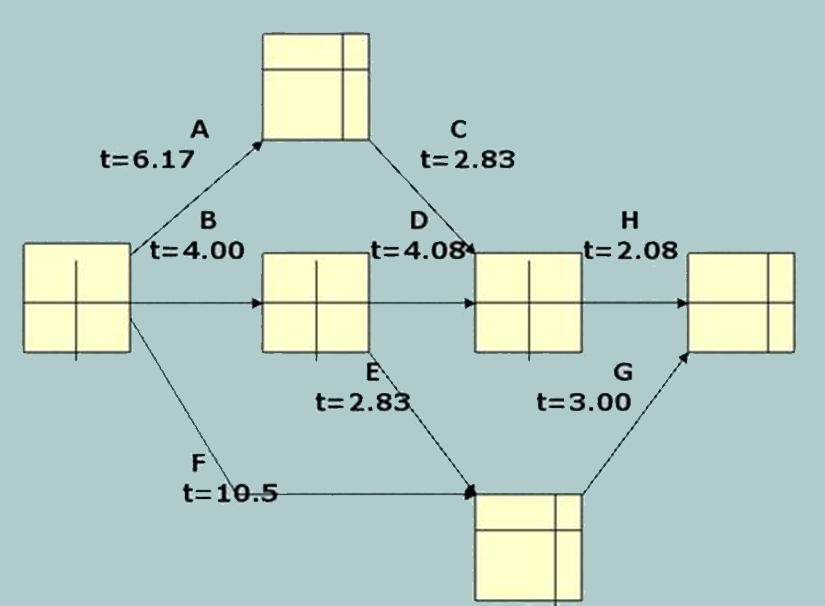 A
t=6.17
C
t=2.83
B
t=4.00
D
t=4.08
H
t=2.08
E
t=2.83
G
t=3.00
F
t=10.5